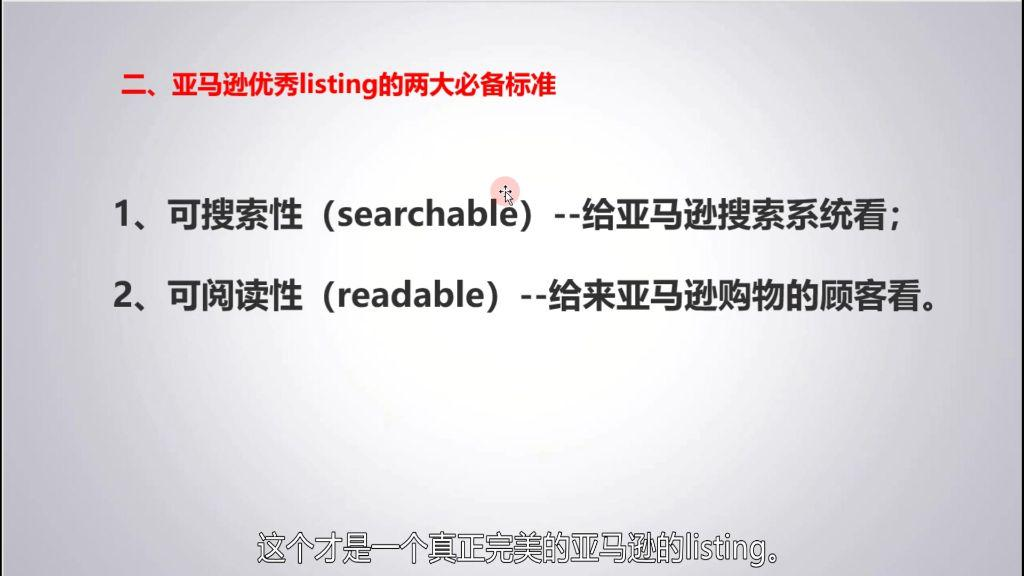 二、亚马逊优秀listing的两大必备标准
1、可搜索性（searchable）--给亚马逊搜索系统看；
2、可阅读性（readable）--给来亚马逊购物的顾客看。
这个才是一个真正完美的亚马逊的listing。